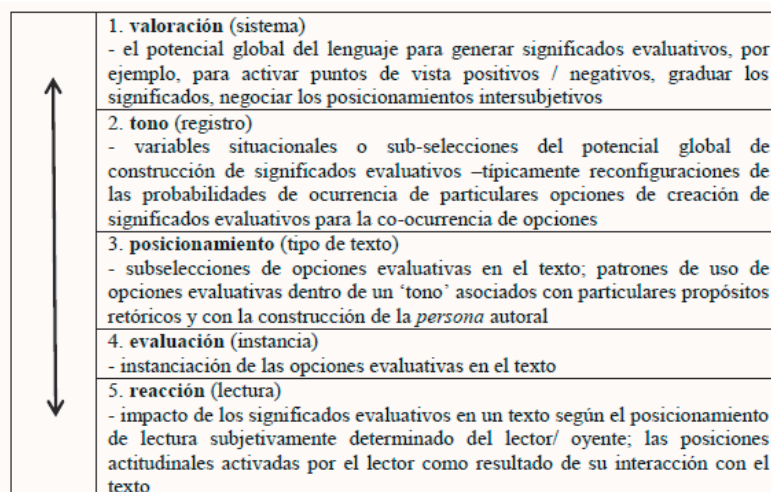 1. valoración (sistema)
- el potencial global del lenguaje para generar significados evaluativos, por
ejemplo, para activar puntos de vista positivos / negativos, graduar los
significados, negociar los posicionamientos intersubjetivos
2. tono (registro)
- variables situacionales o sub-selecciones del potencial global de
construcción de significados evaluativos –típicamente reconfiguraciones de
las probabilidades de ocurrencia de particulares opciones de creación de
significados evaluativos para la co-ocurrencia de opciones
3. posicionamiento (tipo de texto)
- subselecciones de opciones evaluativas en el texto; patrones de uso de
opciones evaluativas dentro de un ‘tono’ asociados con particulares propósitos
retóricos y con la construcción de la persona autoral
4. evaluación (instancia)
- instanciación de las opciones evaluativas en el texto
5. reacción (lectura)
- impacto de los significados evaluativos en un texto según el posicionamiento
de lectura subjetivamente determinado del lector/ oyente; las posiciones
actitudinales activadas por el lector como resultado de su interacción con el
texto